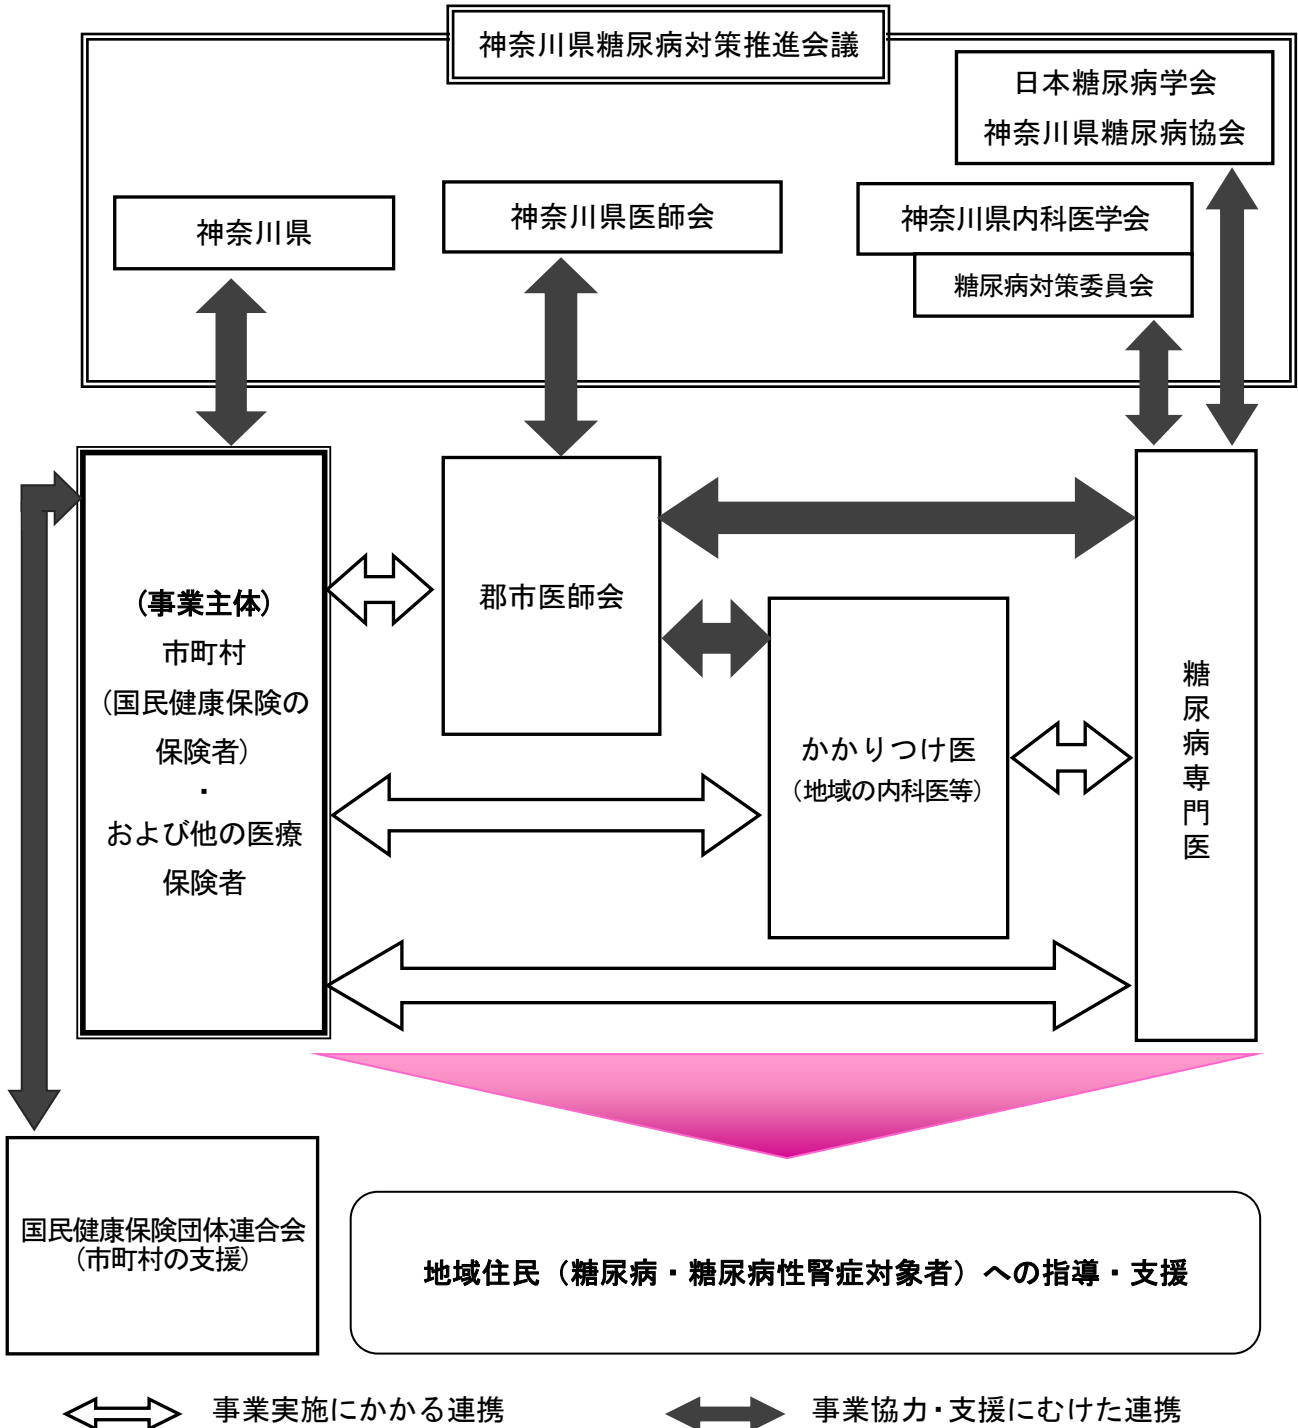 神奈川県糖尿病対策推進会議
日本糖尿病学会
神奈川県糖尿病協会
神奈川県
神奈川県医師会
神奈川県内科医学会
糖尿病対策委員会
(事業主体)
市町村
(国民健康保険の
保険者)
・
および他の医療
保険者
郡市医師会
かかりつけ医
(地域の内科医等)
糖尿病専門医
国民健康保険団体連合会
(市町村の支援)
地域住民（糖尿病・糖尿病性腎症対象者）への指導・支援
事業実施にかかる連携
事業協力・支援にむけた連携